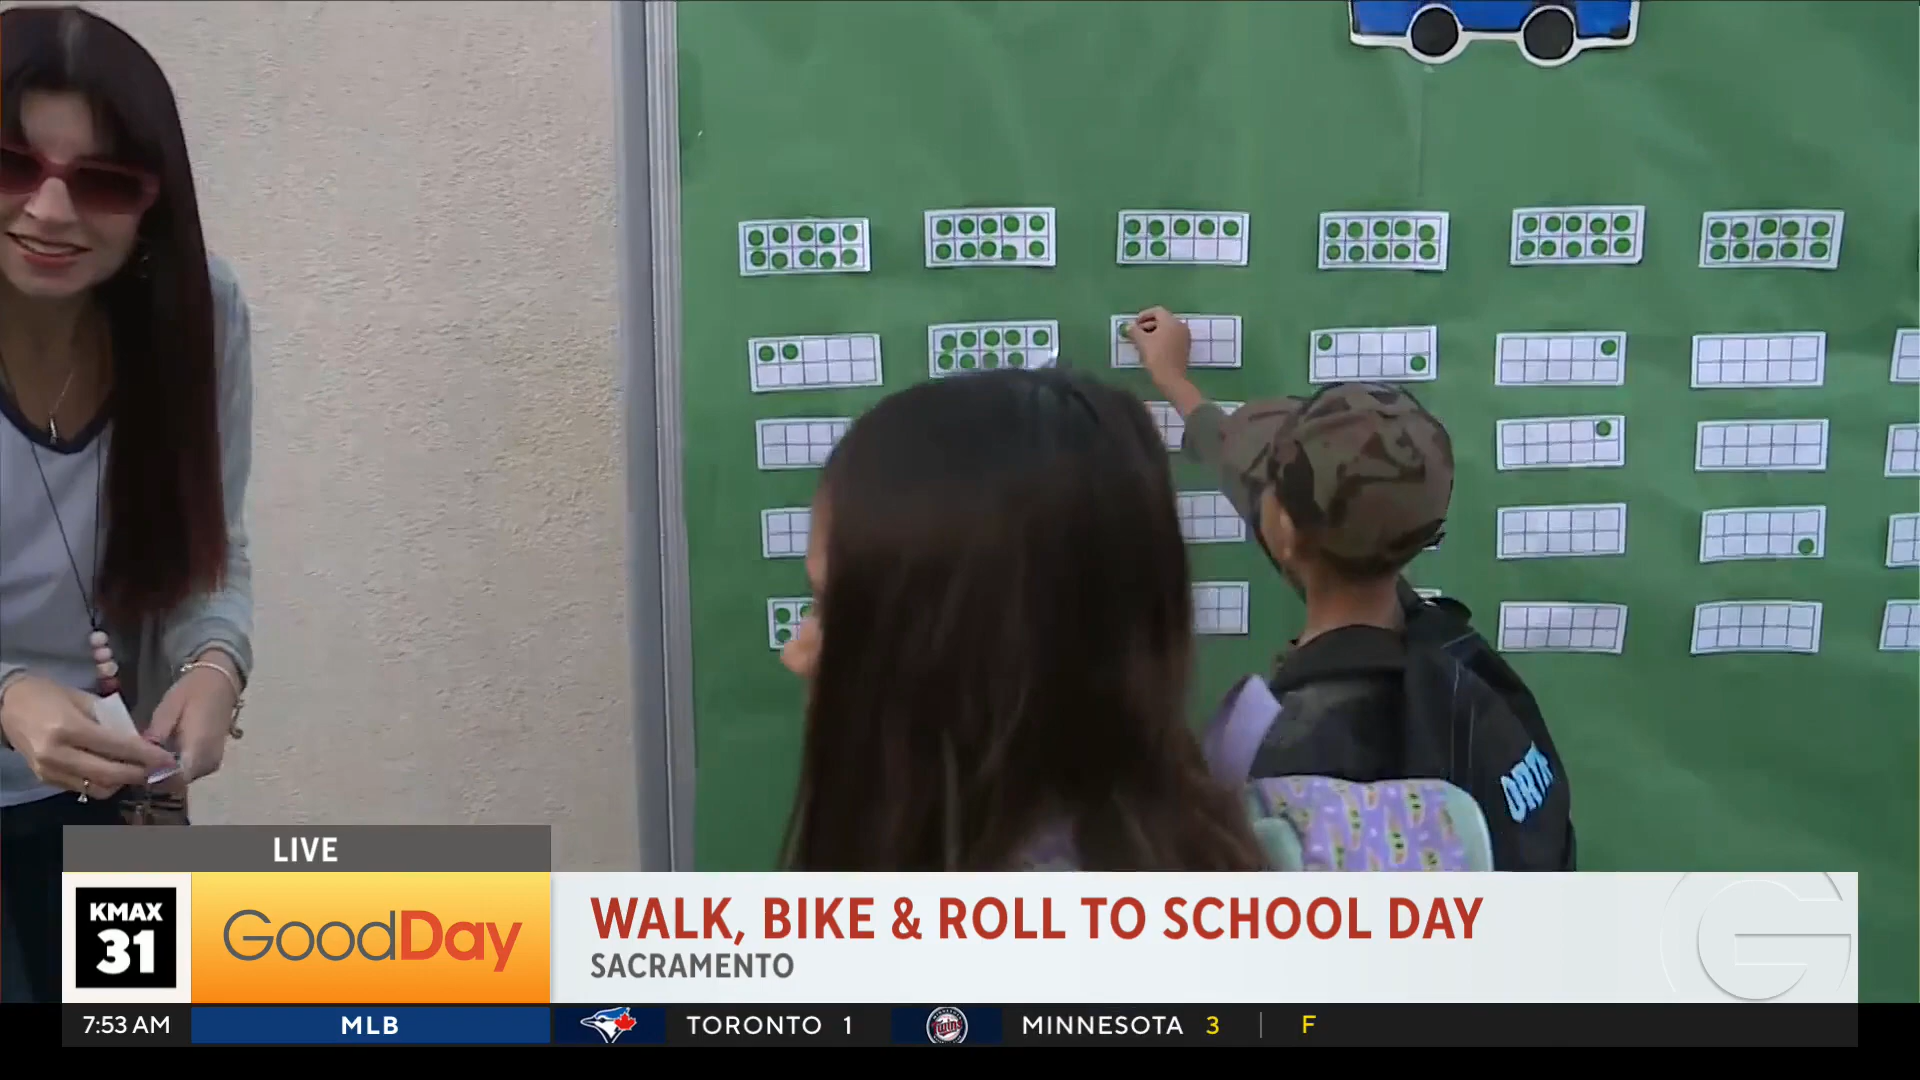 LIVE
KMAX
31
GoodDay
WALK, BIKE & ROLL TO SCHOOL DAY
SACRAMENTO
7:53 AM MLB TORONTO 1 MINNESOTA 3 F